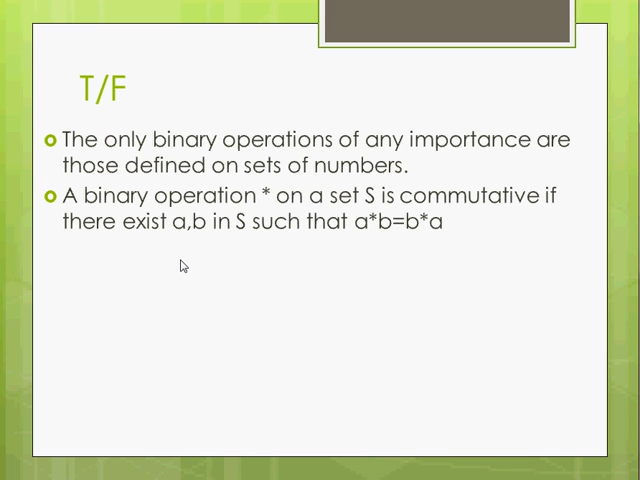 T/F
The only binary operations of any importance are
those defined on sets of numbers.
A binary operation * on a set S is commutative if
there exist a,b in S such that a*b=b*a